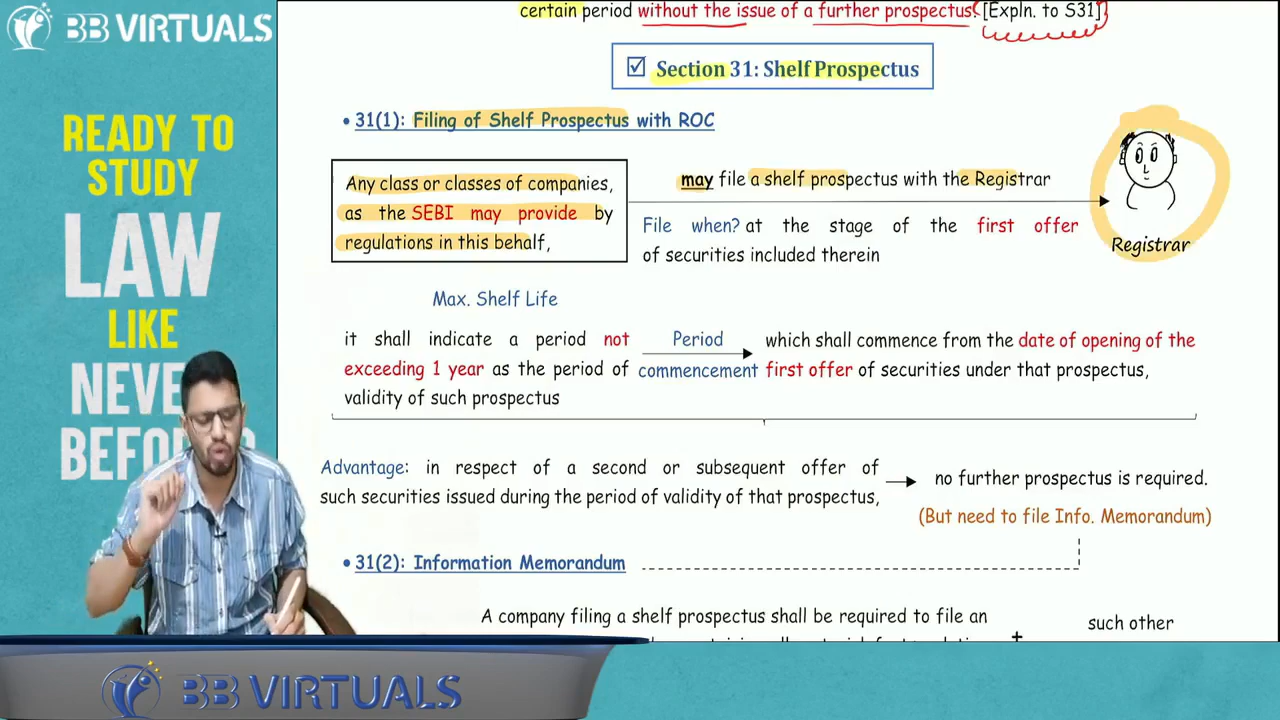 BB VIRTUALS
READY TO
STUDY
LAW
LIKE
NEVE
BEFO
certain period without the issue of a further prospectus. [Expln. to S31]
Section 31: Shelf Prospectus
• 31(1): Filing of Shelf Prospectus with ROC
Any class or classes of companies,
as the SEBI may provide by
regulations in this behalf,
may file a shelf prospectus with the Registrar
File when? at the stage of the first offer
of securities included therein
Registrar
Max. Shelf Life
it shall indicate a period not
exceeding 1 year as the period of
validity of such prospectus
Period
commencement
which shall commence from the date of opening of the
first offer of securities under that prospectus,
Advantage: in respect of a second or subsequent offer of
such securities issued during the period of validity of that prospectus,
no further prospectus is required.
(But need to file Info. Memorandum)
• 31(2): Information Memorandum
A company filing a shelf prospectus shall be required to file an
+
such other
BB VIRTUALS